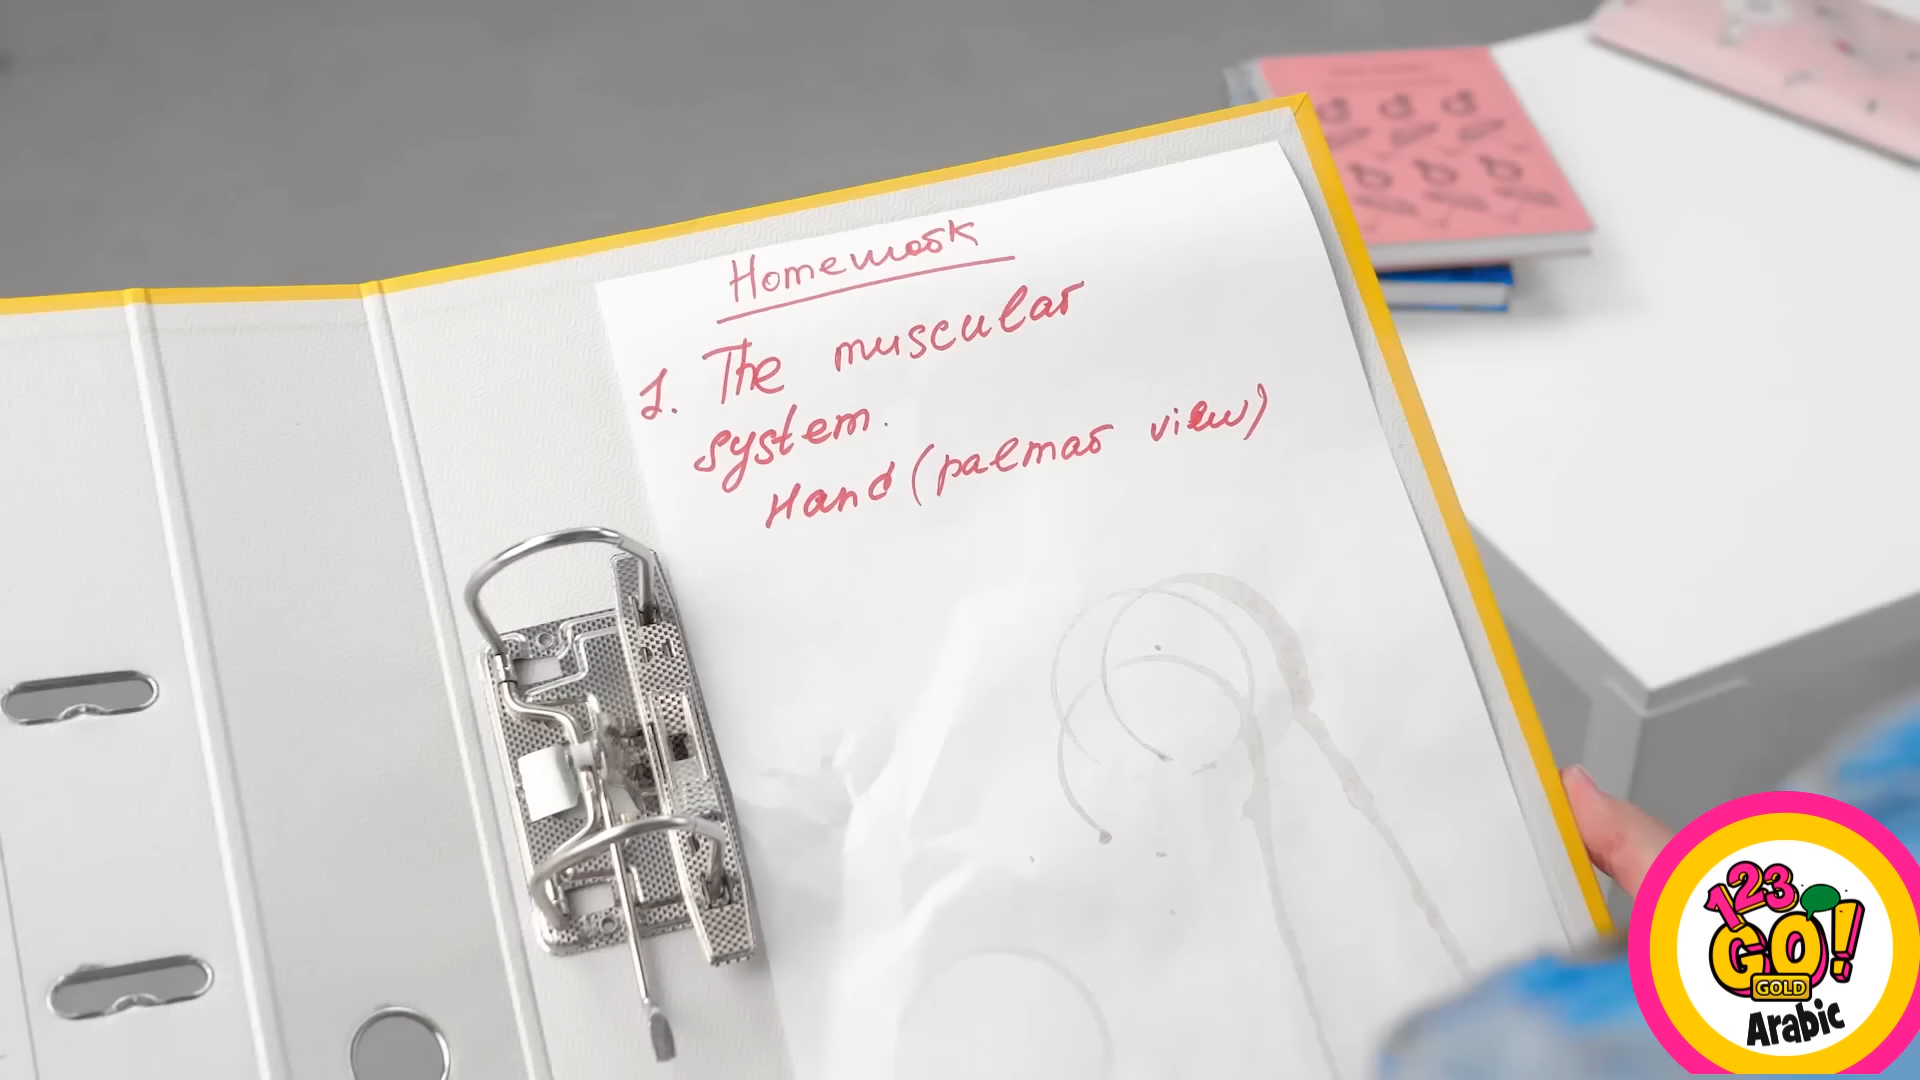 Homework
1. The muscular
system.
Hand (palmar view)
123
GO!
GOLD
Arabic